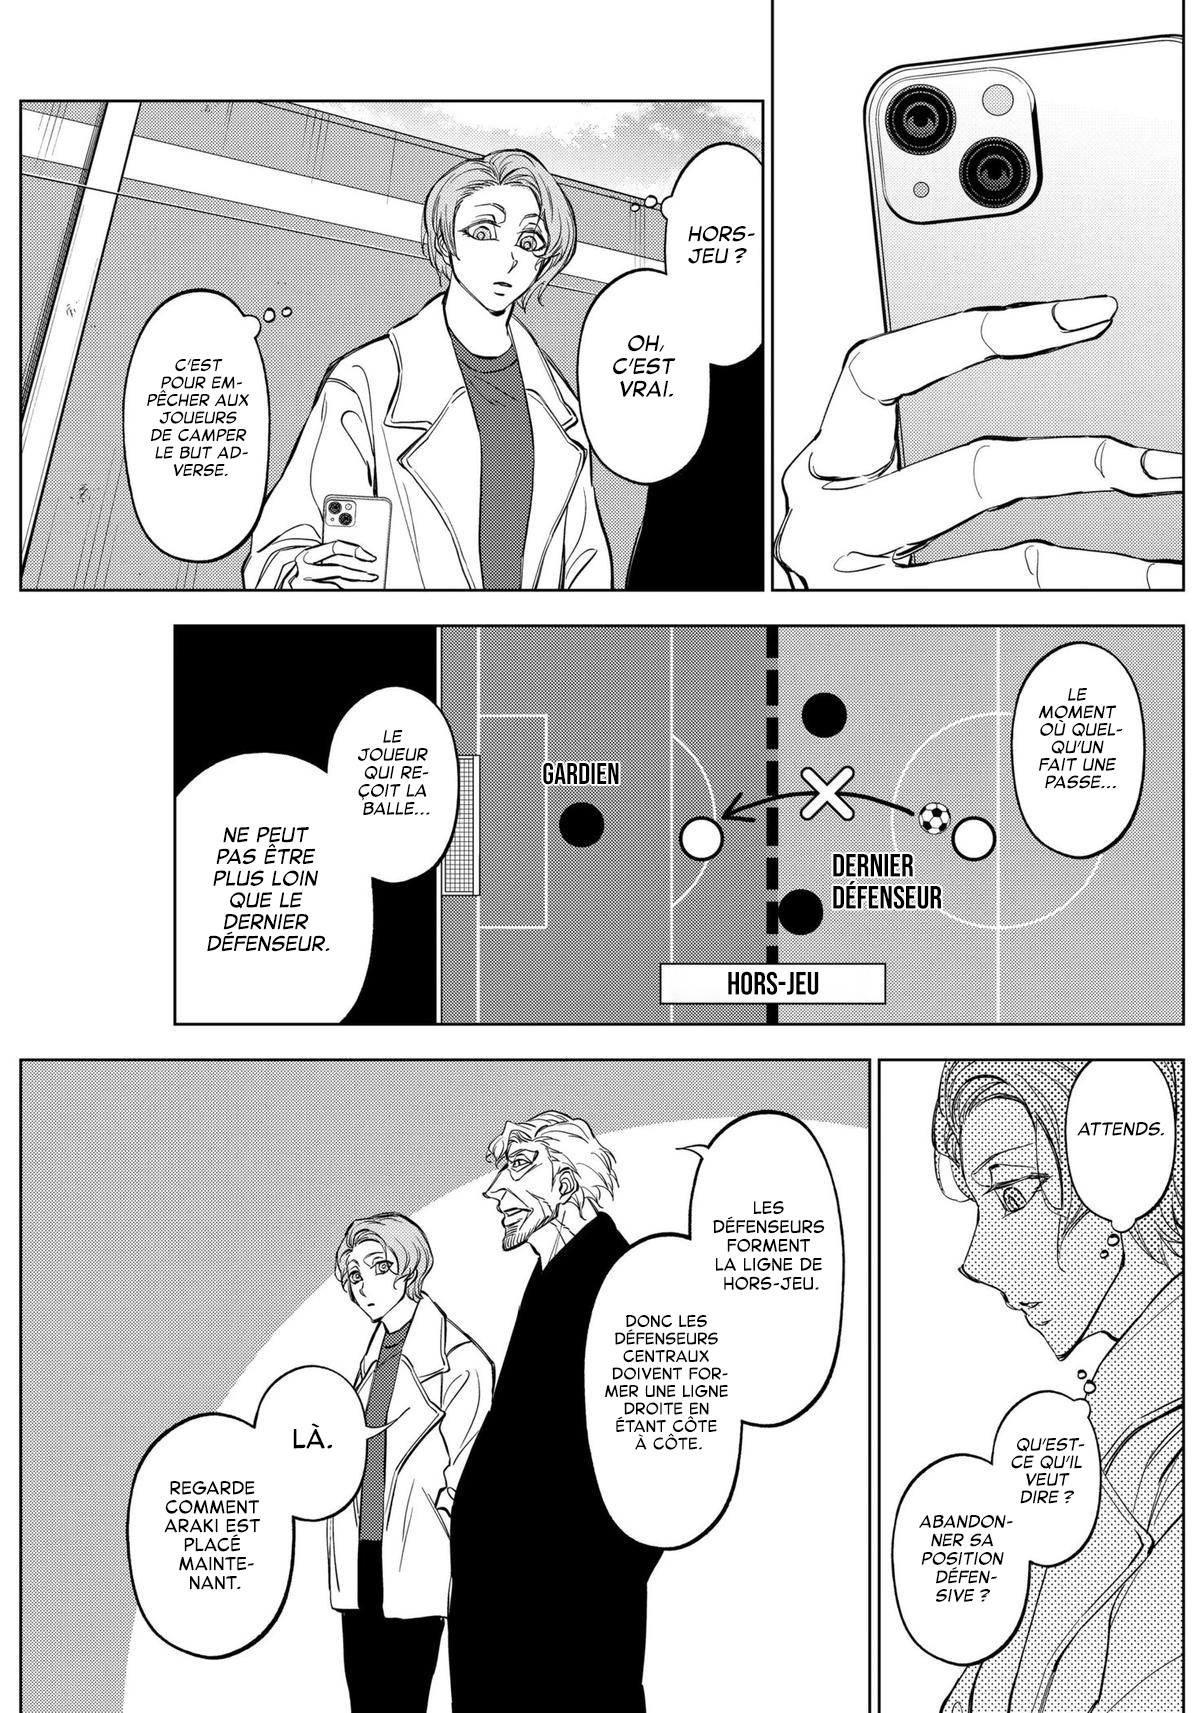 HORS-
JEU ?
OH,
C'EST
VRAI.
C'EST
POUR EM-
PÊCHER AUX
JOUEURS
DE CAMPER
LE BUT AD-
VERSE.
LE
MOMENT
OÙ QUEL-
QU'UN
FAIT UNE
PASSE...
GARDIEN
DERNIER
DÉFENSEUR
HORS-JEU
LE
JOUEUR
QUI RE-
ÇOIT LA
BALLE...
NE PEUT
PAS ÊTRE
PLUS LOIN
QUE LE
DERNIER
DÉFENSEUR.
ATTENDS.
QU'EST-
CE QU'IL
VEUT
DIRE ?
ABANDON-
NER SA
POSITION
DÉFEN-
SIVE ?
LES
DÉFENSEURS
FORMENT
LA LIGNE DE
HORS-JEU.
DONC LES
DÉFENSEURS
CENTRAUX
DOIVENT FOR-
MER UNE LIGNE
DROITE EN
ÉTANT CÔTE
À CÔTE.
LÀ.
REGARDE
COMMENT
ARAKI EST
PLACÉ
MAINTE-
NANT.